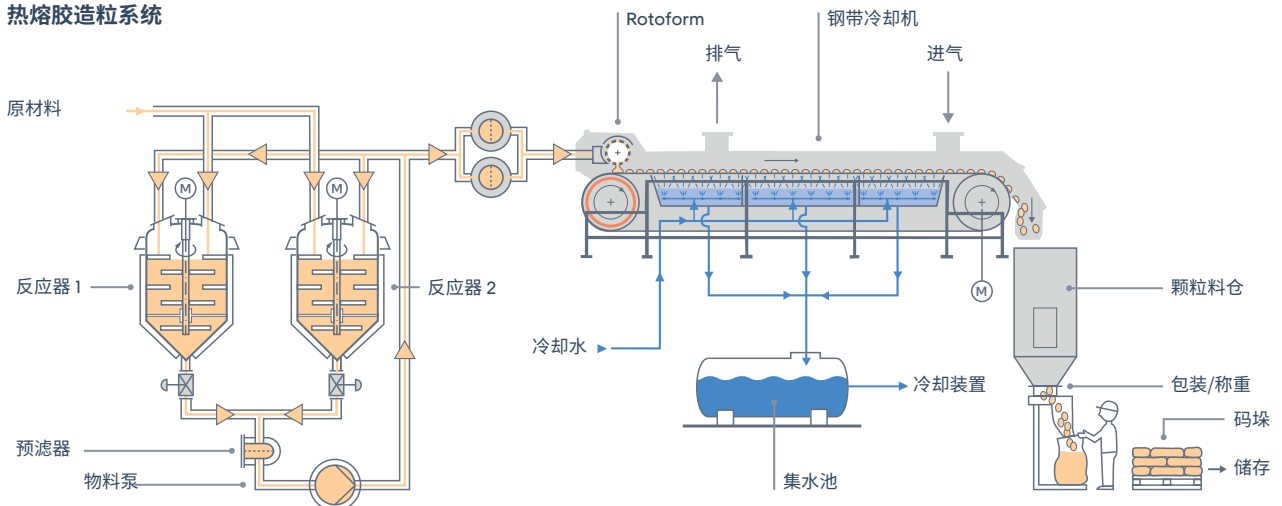 热熔胶造粒系统
Rotoform
钢带冷却机
排气
进气
原材料
M
M
反应器 1
反应器 2
M
颗粒料仓
冷却水
冷却装置
包装/称重
码垛
预滤器
储存
物料泵
集水池